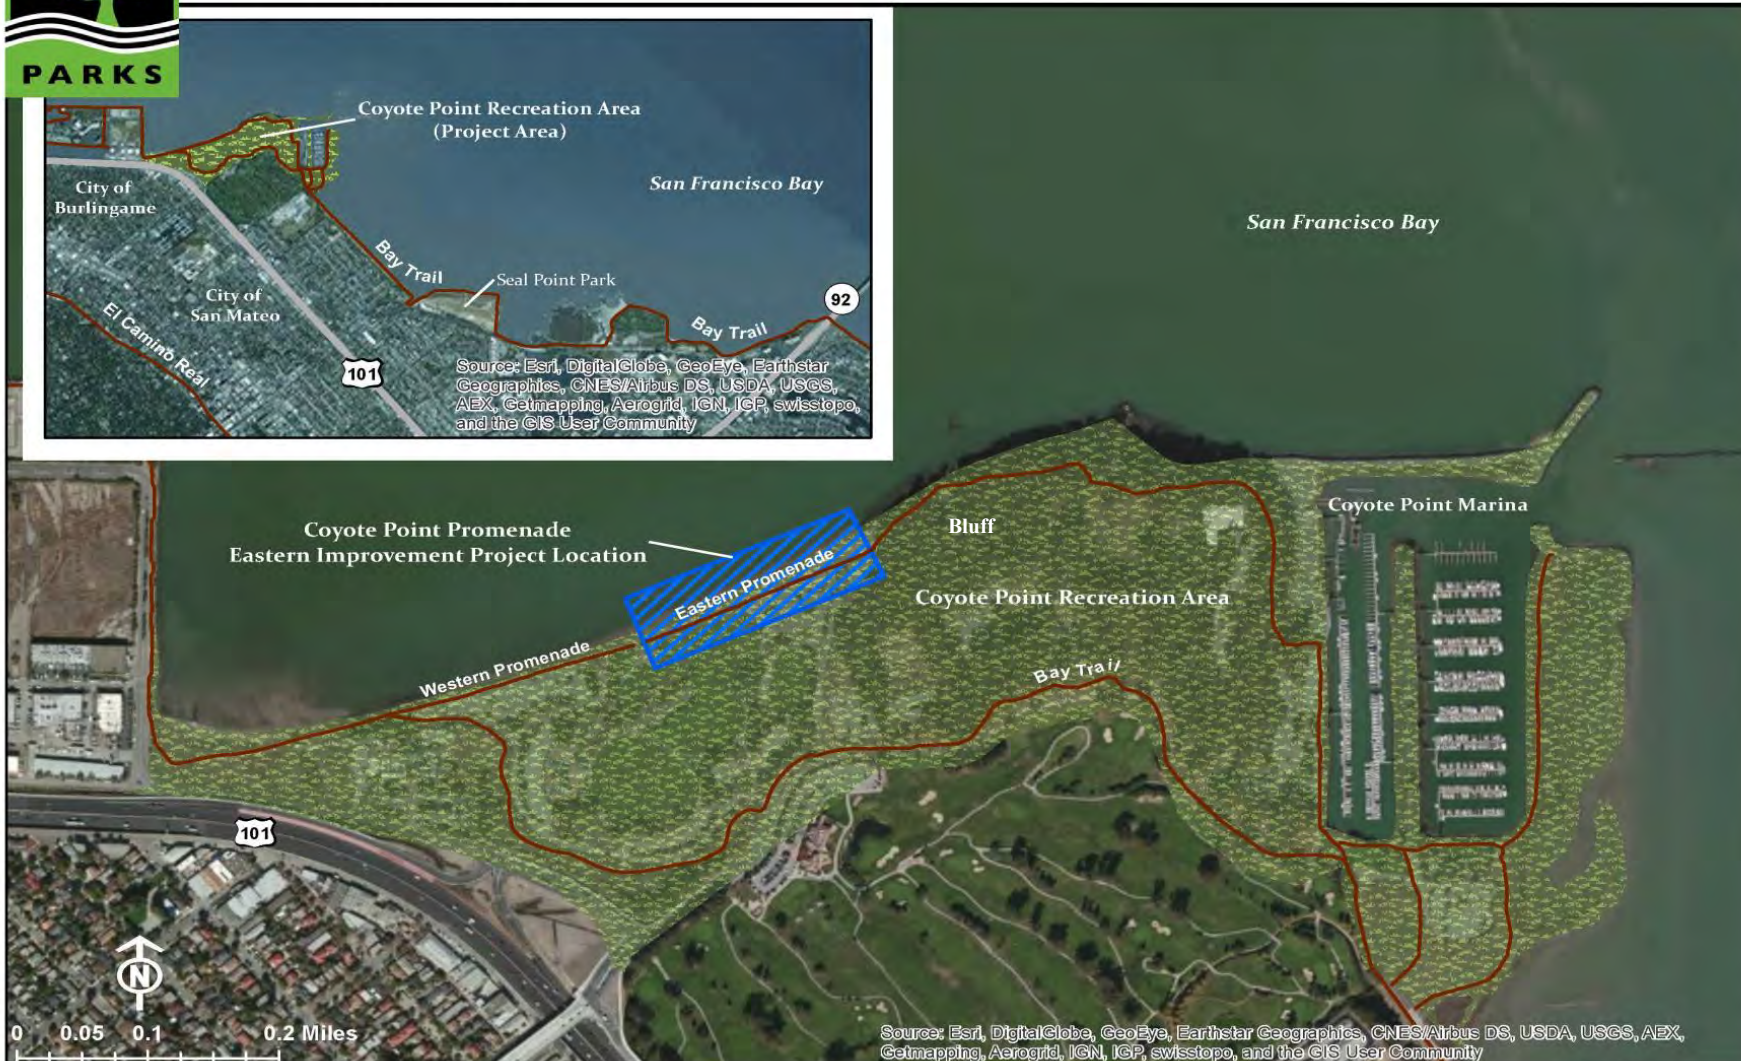 PARKS
Coyote Point Recreation Area
(Project Area)
San Francisco Bay
City of
Burlingame
Bay Trail
Seal Point Park
City of
San Mateo
92
El Camino Real
Bay Trail
101
Source: Esri, DigitalGlobe, GeoEye, Earthstar
Geographics, CNES/Airbus DS, USDA, USGS,
AEX, Getmapping, Aerogrid, IGN, IGP, swisstopo,
and the GIS User Community
San Francisco Bay
Coyote Point Marina
Coyote Point Promenade
Eastern Improvement Project Location
Bluff
Eastern Promenade
Coyote Point Recreation Area
Western Promenade
Bay Trail
101
N
0 0.05 0.1 0.2 Miles
Source: Esri, DigitalGlobe, GeoEye, Earthstar Geographics, CNES/Airbus DS, USDA, USGS, AEX,
Getmapping, Aerogrid, IGN, IGP, swisstopo, and the GIS User Community